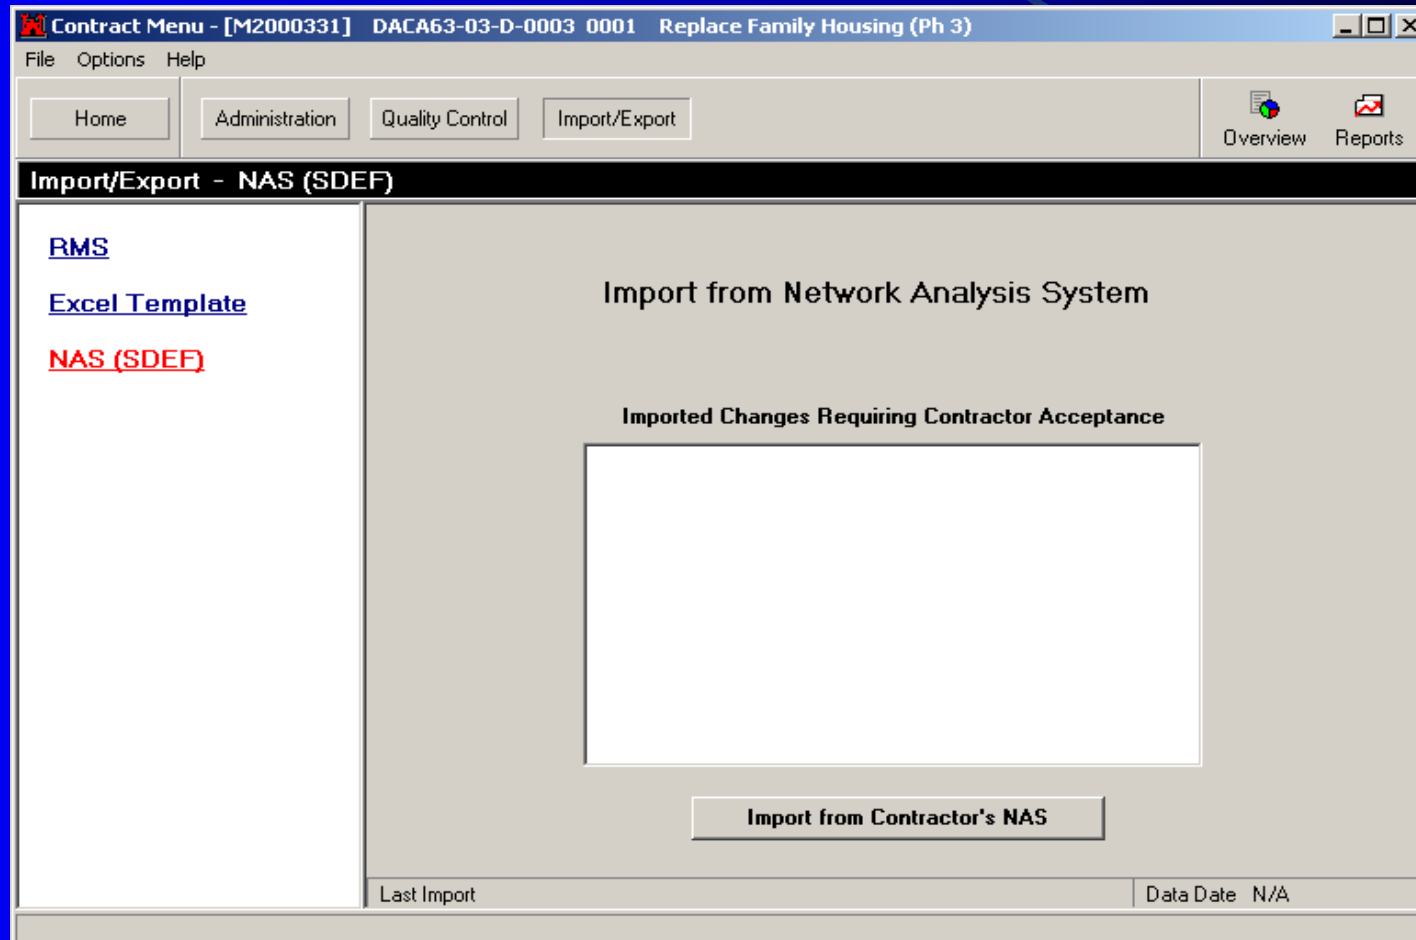 Contract Menu - [M2000331] DACA63-03-D-0003 0001 Replace Family Housing (Ph 3)
File Options Help
Home Administration Quality Control Import/Export Overview Reports
Import/Export - NAS (SDEF)
RMS
Excel Template
NAS (SDEF)
Import from Network Analysis System
Imported Changes Requiring Contractor Acceptance
Import from Contractor's NAS
Last Import Data Date N/A